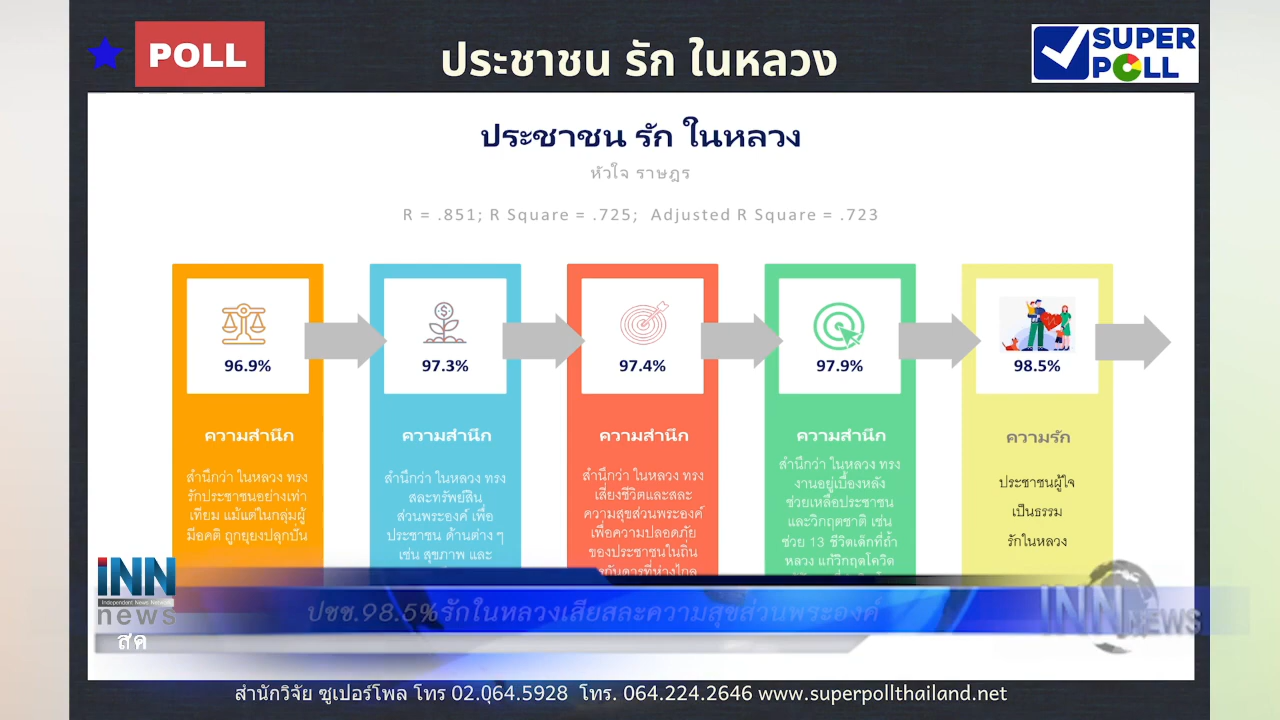 POLL
ประชาชน รัก ในหลวง
SUPER
POLL
ประชาชน รัก ในหลวง
หัวใจ ราษฎร
R = .851; R Square = .725; Adjusted R Square = .723
96.9%
ความสำนึก
สำนึกว่า ในหลวง ทรง
รักประชาชนอย่างเท่า
เทียม แม้แต่ในกลุ่มผู้
มีอคติ ถูกยุยงปลุกปั่น
97.3%
ความสำนึก
สำนึกว่า ในหลวง ทรง
สละทรัพย์สิน
ส่วนพระองค์ เพื่อ
ประชาชน ด้านต่างๆ
เช่น สุขภาพ และ
97.4%
ความสำนึก
สำนึกว่า ในหลวง ทรง
เสี่ยงชีวิตและสละ
ความสุขส่วนพระองค์
เพื่อความปลอดภัย
ของประชาชนในถิ่น
ทุรกันดารที่ห่างไกล
97.9%
ความสำนึก
สำนึกว่า ในหลวง ทรง
งานอยู่เบื้องหลัง
ช่วยเหลือประชาชน
และวิกฤตชาติ เช่น
ช่วย 13 ชีวิตเด็กที่ถ้ำ
หลวง แก้วิกฤตโควิด
98.5%
ความรัก
ประชาชนผู้ใจ
เป็นธรรม
รักในหลวง
iNN
Independent News Network
news
สค
ปชช.98.5%รักในหลวงเสียสละความสุขส่วนพระองค์
INN NEWS
สำนักวิจัย ซูเปอร์โพล โทร 02.064.5928 โทร. 064.224.2646 www.superpollthailand.net